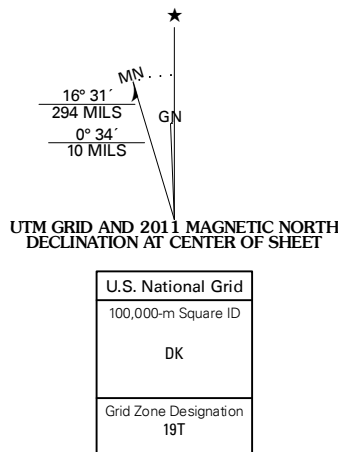 ★
MN
GN
16° 31´
294 MILS
0° 34´
10 MILS
UTM GRID AND 2011 MAGNETIC NORTH
DECLINATION AT CENTER OF SHEET
U.S. National Grid
100,000-m Square ID
DK
Grid Zone Designation
19T